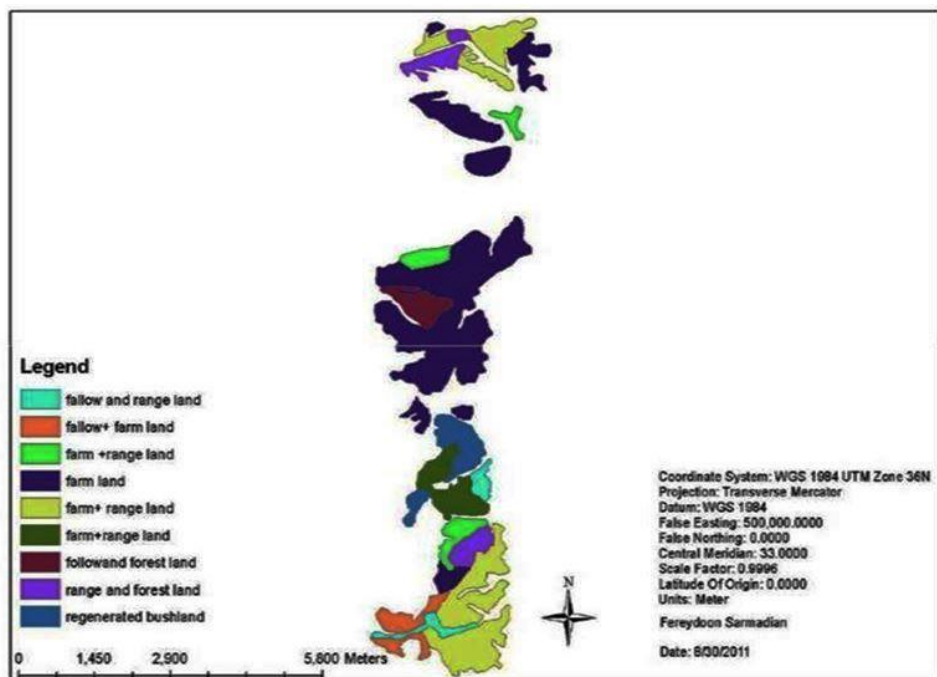 Legend
fallow and range land
fallow+ farm land
farm +range land
farm land
farm+ range land
farm+range land
followand forest land
range and forest land
regenerated bushland
0 1,450 2,900 5,800 Meters
N
Coordinate System: WGS 1984 UTM Zone 36N
Projection: Transverse Mercator
Datum: WGS 1984
False Easting: 500,000.0000
False Northing: 0.0000
Central Meridian: 33.0000
Scale Factor: 0.9996
Latitude Of Origin: 0.0000
Units: Meter
Fereydoon Sarmadian
Date: 8/30/2011